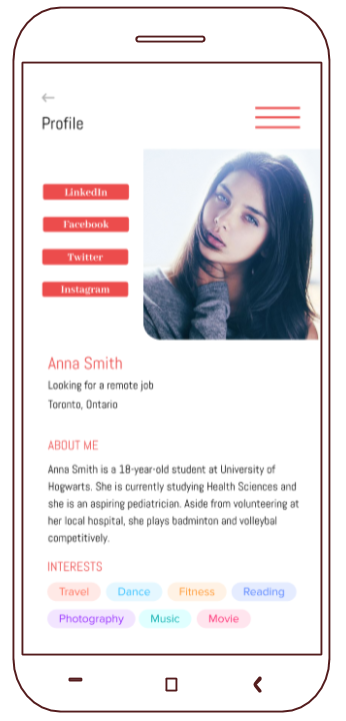 Profile
LinkedIn
Facebook
Twitter
Instagram
Anna Smith
Looking for a remote job
Toronto, Ontario
ABOUT ME
Anna Smith is a 18-year-old student at University of
Hogwarts. She is currently studying Health Sciences and
she is an aspiring pediatrician. Aside from volunteering at
her local hospital, she plays badminton and volleybal
competitively.
INTERESTS
Travel Dance Fitness Reading
Photography Music Movie